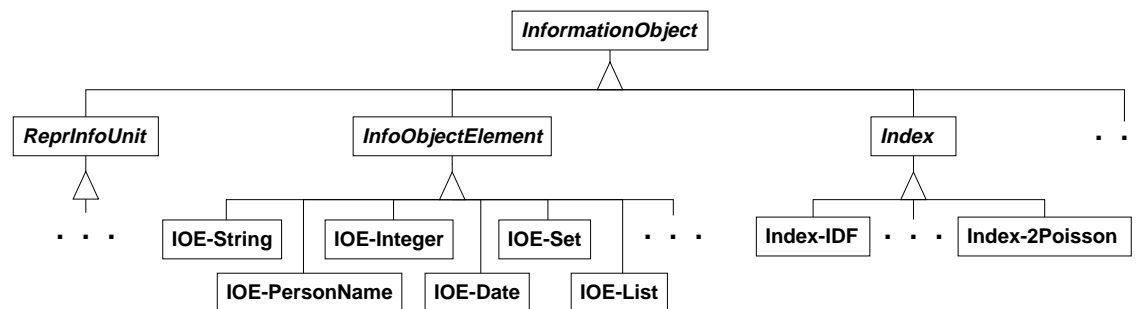 InformationObject
ReprInfoUnit InfoObjectElement Index . .
. . . IOE-String IOE-Integer IOE-Set . . . Index-IDF . . . Index-2Poisson
IOE-PersonName IOE-Date IOE-List